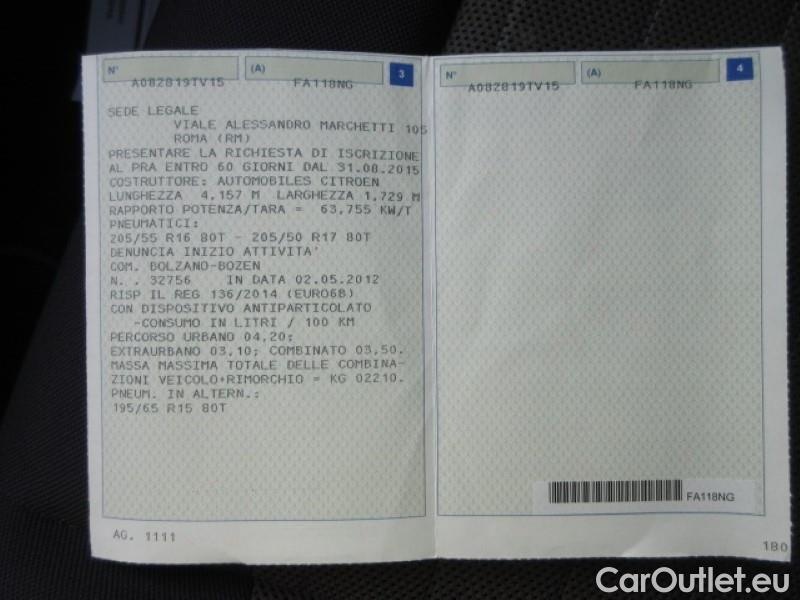 N° (A) 3
A082819TV15 FA118NG
SEDE LEGALE
VIALE ALESSANDRO MARCHETTI 105
ROMA (RM)
PRESENTARE LA RICHIESTA DI ISCRIZIONE
AL PRA ENTRO 60 GIORNI DAL 31.08.2015
COSTRUTTORE: AUTOMOBILES CITROEN
LUNGHEZZA 4,157 M LARGHEZZA 1,729 M
RAPPORTO POTENZA/TARA = 63,755 KW/T
PNEUMATICI:
205/55 R16 80T - 205/50 R17 80T
DENUNCIA INIZIO ATTIVITA'
COM. BOLZANO-BOZEN
N. . 32756 IN DATA 02.05.2012
RISP IL REG 136/2014 (EURO6B)
CON DISPOSITIVO ANTIPARTICOLATO
-CONSUMO IN LITRI / 100 KM
PERCORSO URBANO 04,20;
EXTRAURBANO 03,10; COMBINATO 03,50.
MASSA MASSIMA TOTALE DELLE COMBINA-
ZIONI VEICOLO+RIMORCHIO = KG 02210.
PNEUM. IN ALTERN.:
195/65 R15 80T
AG. 1111
N° (A) 4
A082819TV15 FA118NG
FA118NG
180
CarOutlet.eu